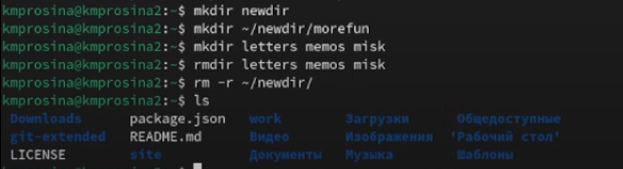 kmprosina@kmprosina2:~$ mkdir newdir
kmprosina@kmprosina2:~$ mkdir ~/newdir/morefun
kmprosina@kmprosina2:~$ mkdir letters memos misk
kmprosina@kmprosina2:~$ rmdir letters memos misk
kmprosina@kmprosina2:~$ rm -r ~/newdir/
kmprosina@kmprosina2:~$ ls
Downloads package.json work Загрузки Общедоступные
git-extended README.md Видео Изображения 'Рабочий стол'
LICENSE site Документы Музыка Шаблоны
kmprosina@kmprosina2:~$